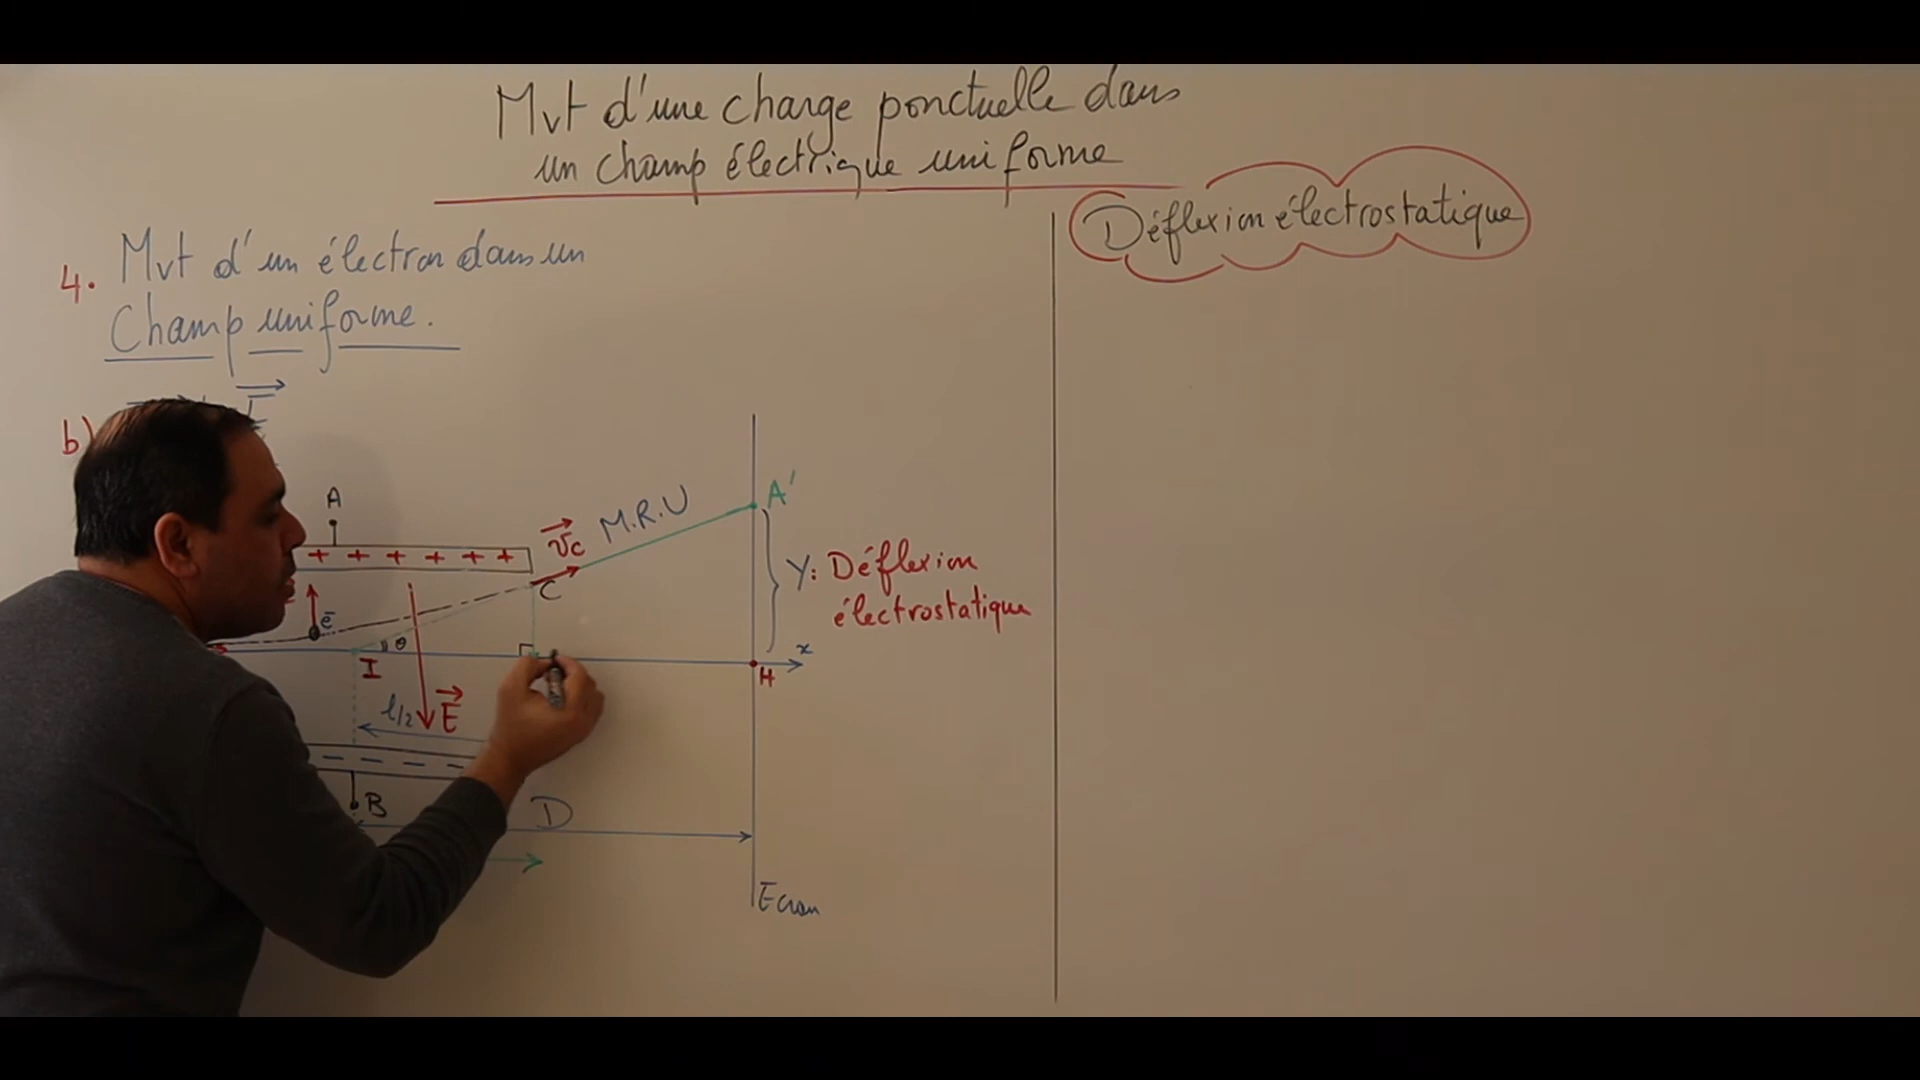 Mvt d'une charge ponctuelle dans
un champ électrique uniforme
Déflexion électrostatique
4. Mvt d'un électron dans un
Champ uniforme.
b)
A
+ + + + + +
e⁻
I
θ
l/2
E
B
D
vc
C
M.R.U
A'
Y: Déflexion
électrostatique
x
H
Ecran